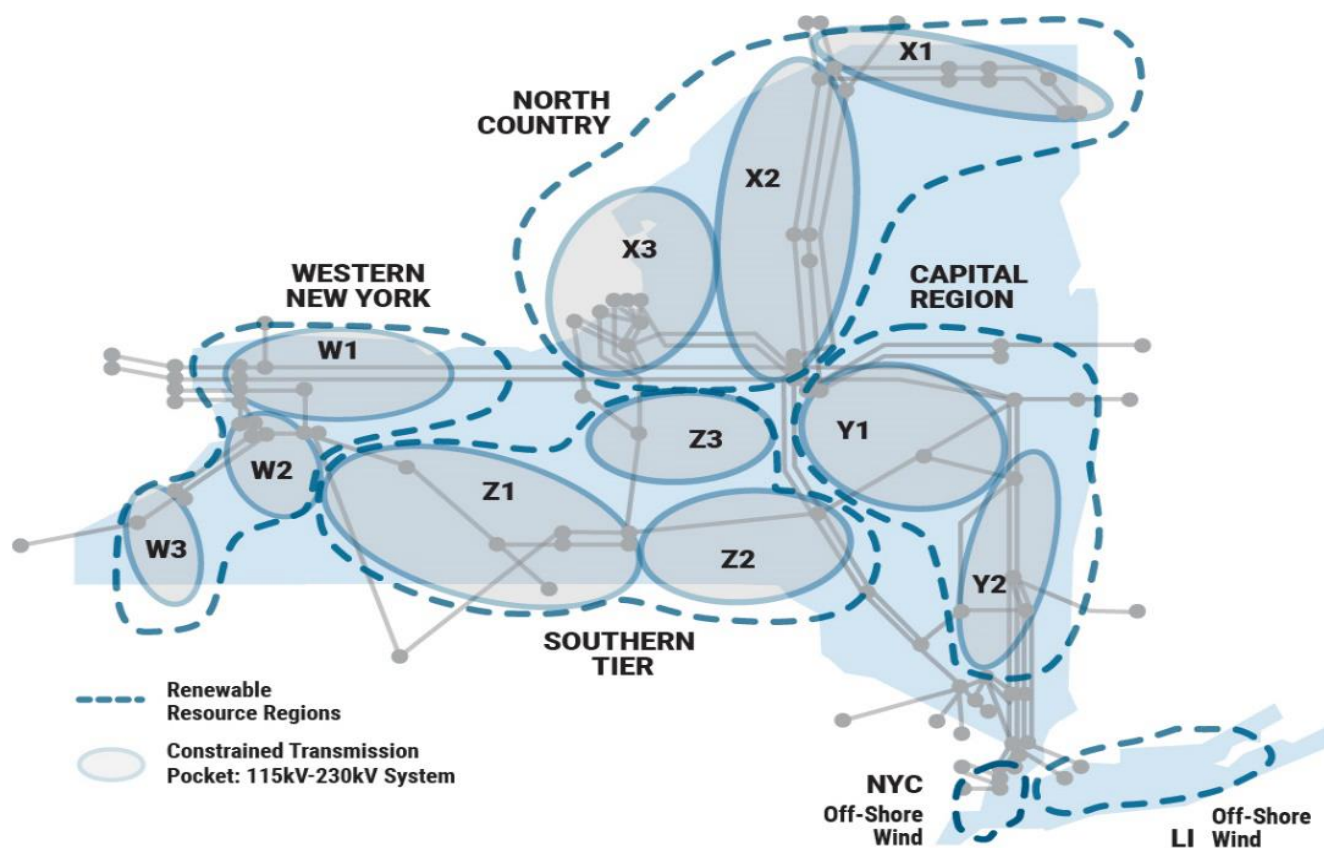 X1
NORTH
COUNTRY
X2
X3
WESTERN
NEW YORK
CAPITAL
REGION
W1
Z3
Y1
W2
Z1
W3
Z2
Y2
SOUTHERN
TIER
Renewable
Resource Regions
Constrained Transmission
Pocket: 115kV-230kV System
NYC
Off-Shore
Wind
LI
Off-Shore
Wind